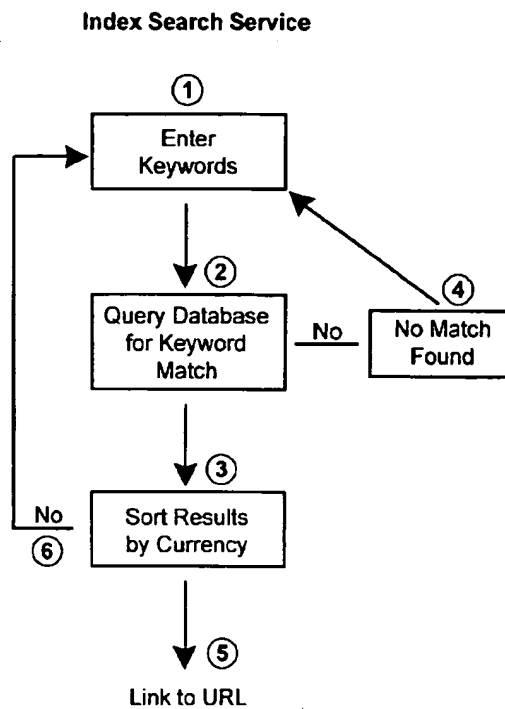 Index Search Service
1
Enter
Keywords
2
Query Database
for Keyword
Match
No
4
No Match
Found
3
Sort Results
by Currency
No
6
5
Link to URL